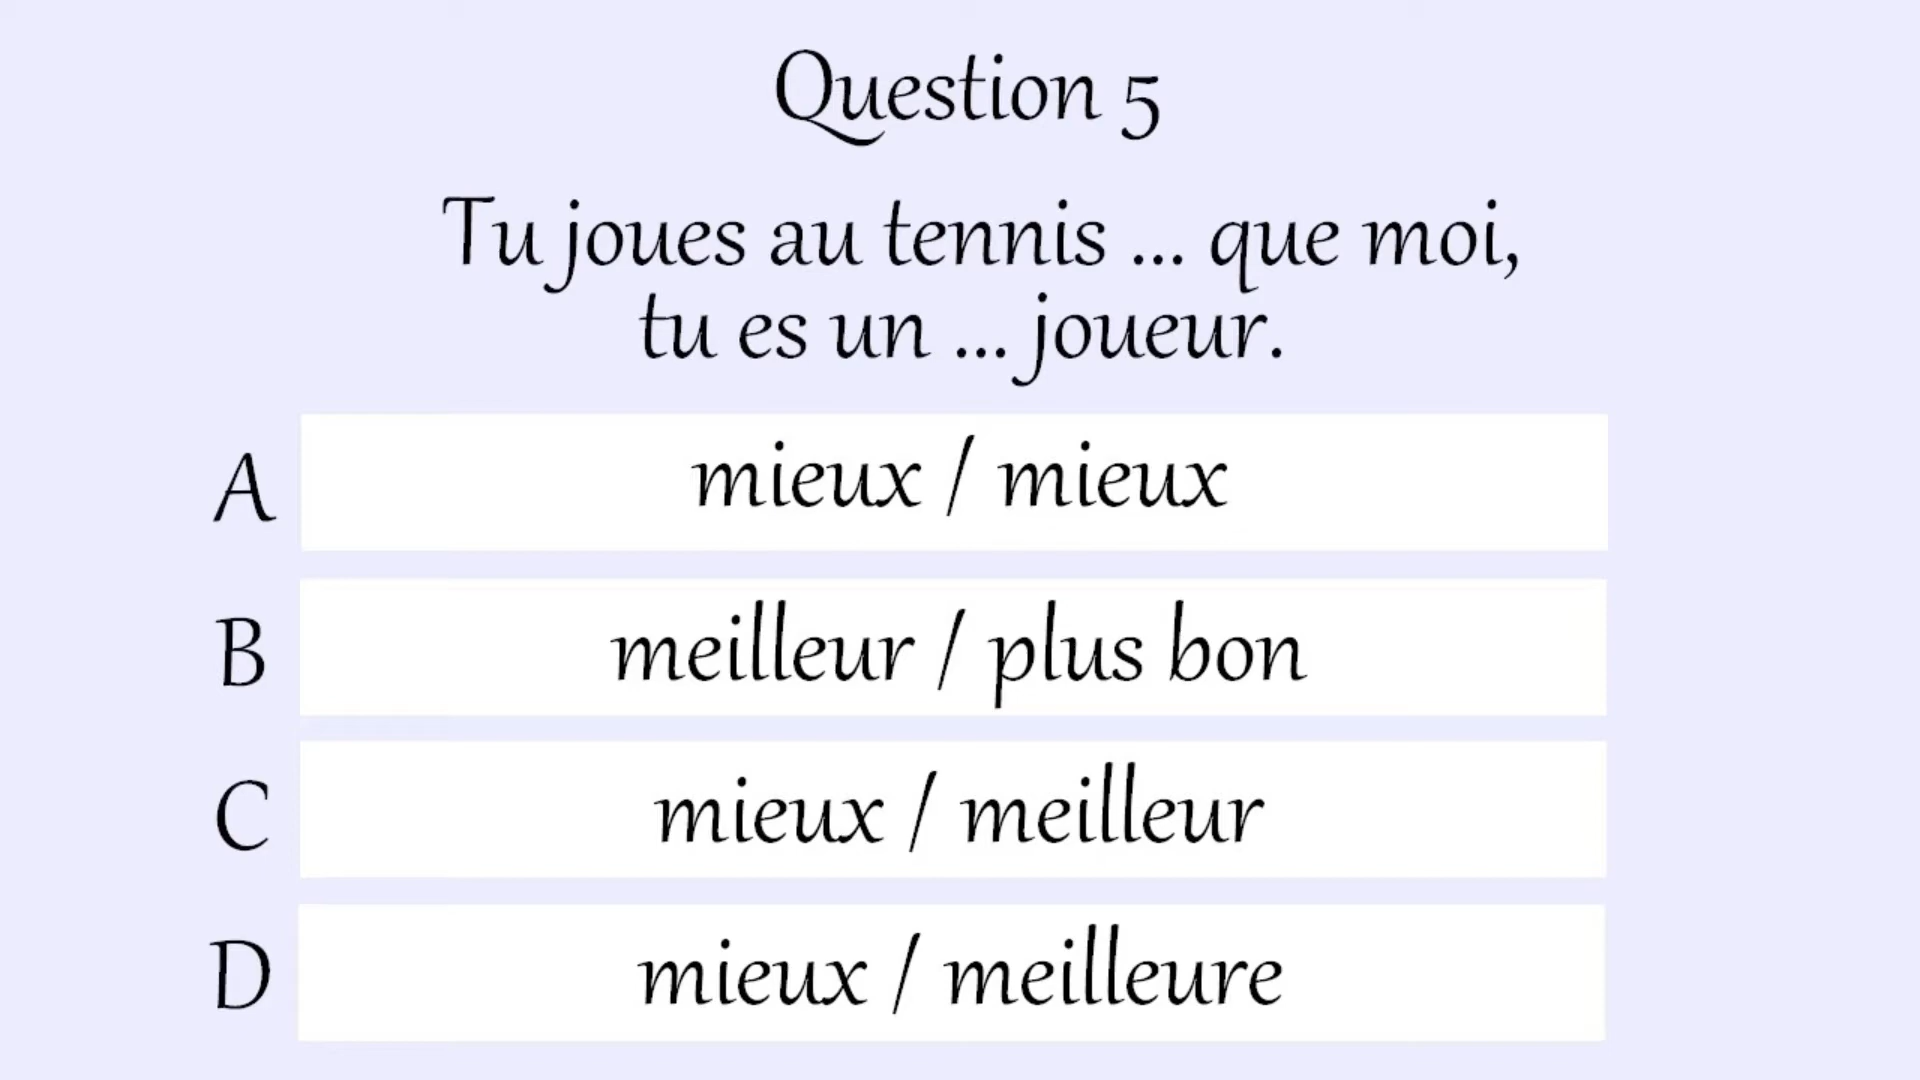 Question 5
Tu joues au tennis ... que moi,
tu es un ... joueur.
A mieux / mieux
B meilleur / plus bon
C mieux / meilleur
D mieux / meilleure